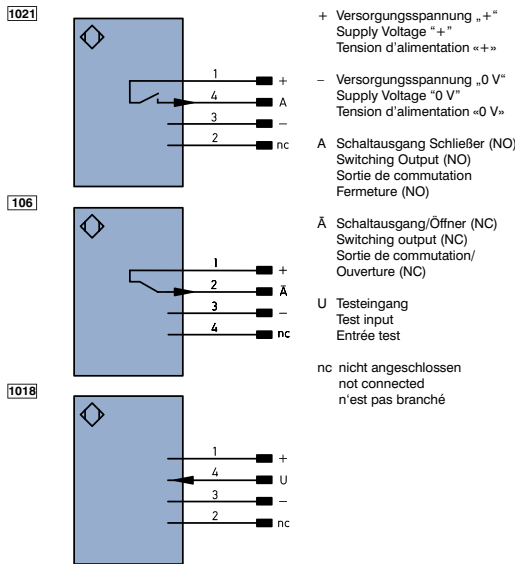 1021
1 +
4 A
3 –
2 nc
106
1 +
2 Ā
3 –
4 nc
1018
1 +
4 U
3 –
2 nc
+ Versorgungsspannung „+“
Supply Voltage “+”
Tension d’alimentation «+»
– Versorgungsspannung „0 V“
Supply Voltage “0 V”
Tension d’alimentation «0 V»
A Schaltausgang Schließer (NO)
Switching Output (NO)
Sortie de commutation
Fermeture (NO)
Ā Schaltausgang/Öffner (NC)
Switching output (NC)
Sortie de commutation/
Ouverture (NC)
U Testeingang
Test input
Entrée test
nc nicht angeschlossen
not connected
n‘est pas branché